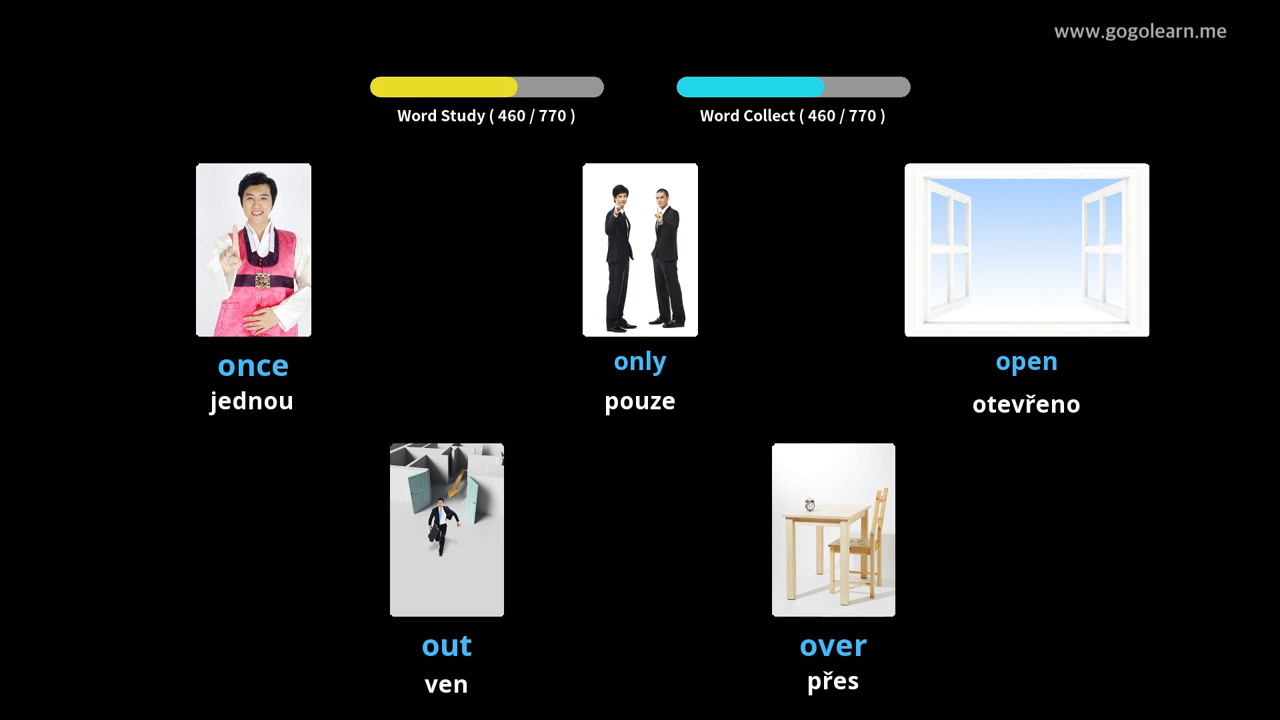 www.gogolearn.me
Word Study ( 460 / 770 )
Word Collect ( 460 / 770 )
once
jednou
only
pouze
open
otevřeno
out
ven
over
přes